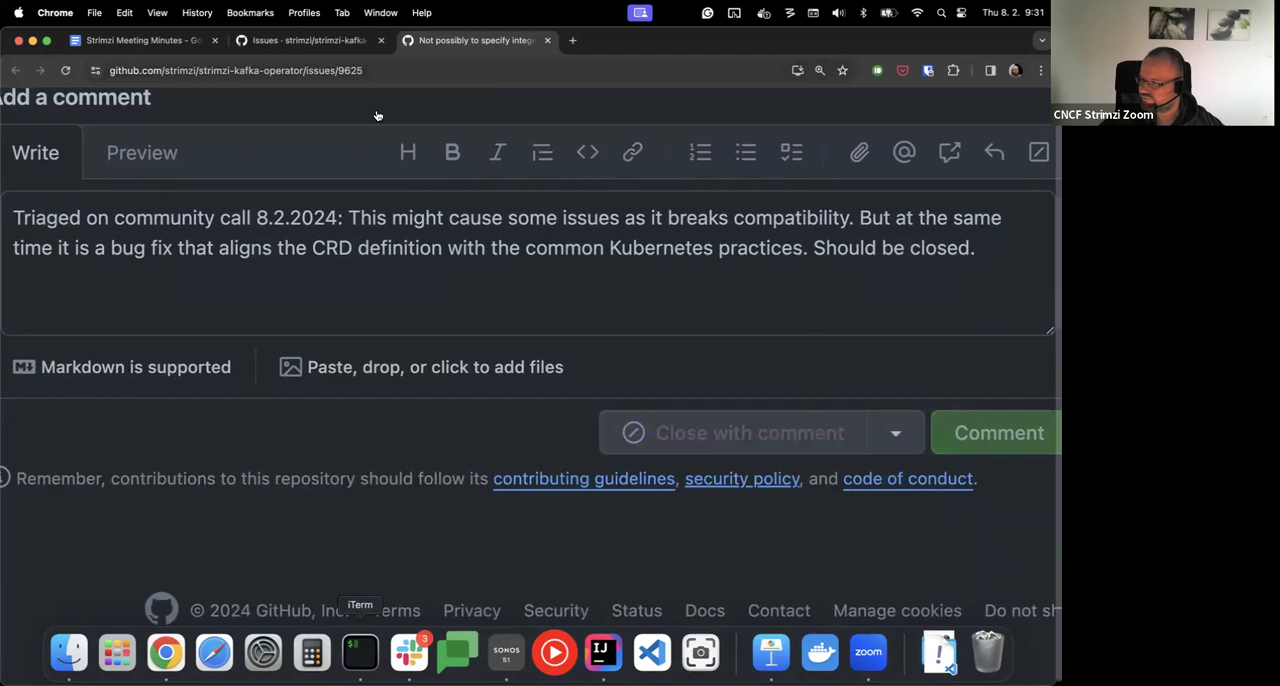 Chrome File Edit View History Bookmarks Profiles Tab Window Help Thu 8. 2. 9:31
Strimzi Meeting Minutes - Go Issues · strimzi/strimzi-kafka- Not possibly to specify integ
github.com/strimzi/strimzi-kafka-operator/issues/9625
dd a comment
CNCF Strimzi Zoom
Write Preview
Triaged on community call 8.2.2024: This might cause some issues as it breaks compatibility. But at the same
time it is a bug fix that aligns the CRD definition with the common Kubernetes practices. Should be closed.
Markdown is supported Paste, drop, or click to add files
Close with comment Comment
Remember, contributions to this repository should follow its contributing guidelines, security policy, and code of conduct.
iTerm
© 2024 GitHub, In erms Privacy Security Status Docs Contact Manage cookies Do not sh
3
SONOS
S1
IJ
zoom